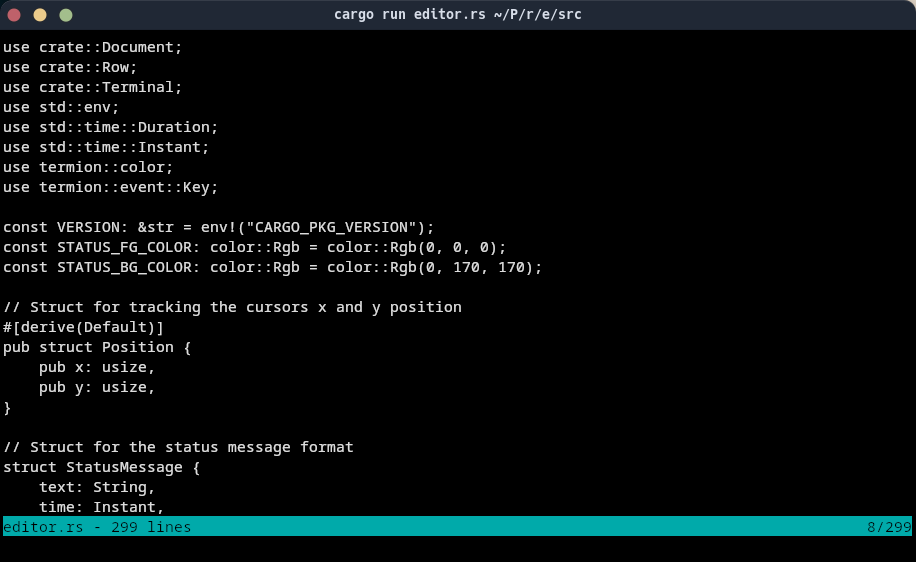 cargo run editor.rs ~/P/r/e/src
use crate::Document;
use crate::Row;
use crate::Terminal;
use std::env;
use std::time::Duration;
use std::time::Instant;
use termion::color;
use termion::event::Key;

const VERSION: &str = env!("CARGO_PKG_VERSION");
const STATUS_FG_COLOR: color::Rgb = color::Rgb(0, 0, 0);
const STATUS_BG_COLOR: color::Rgb = color::Rgb(0, 170, 170);

// Struct for tracking the cursors x and y position
#[derive(Default)]
pub struct Position {
    pub x: usize,
    pub y: usize,
}

// Struct for the status message format
struct StatusMessage {
    text: String,
    time: Instant,
editor.rs - 299 lines 8/299